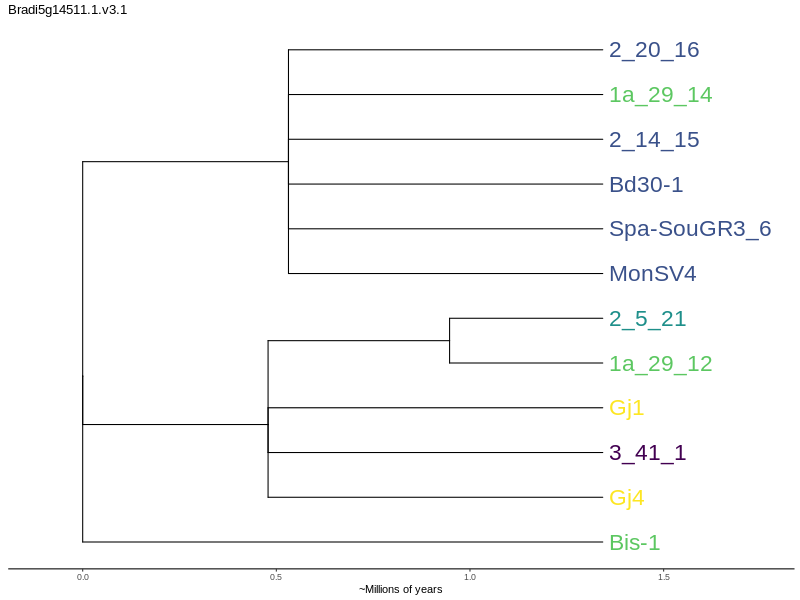 Bradi5g14511.1.v3.1
2_20_16
1a_29_14
2_14_15
Bd30-1
Spa-SouGR3_6
MonSV4
2_5_21
1a_29_12
Gj1
3_41_1
Gj4
Bis-1
0.0 0.5 1.0 1.5
~Millions of years